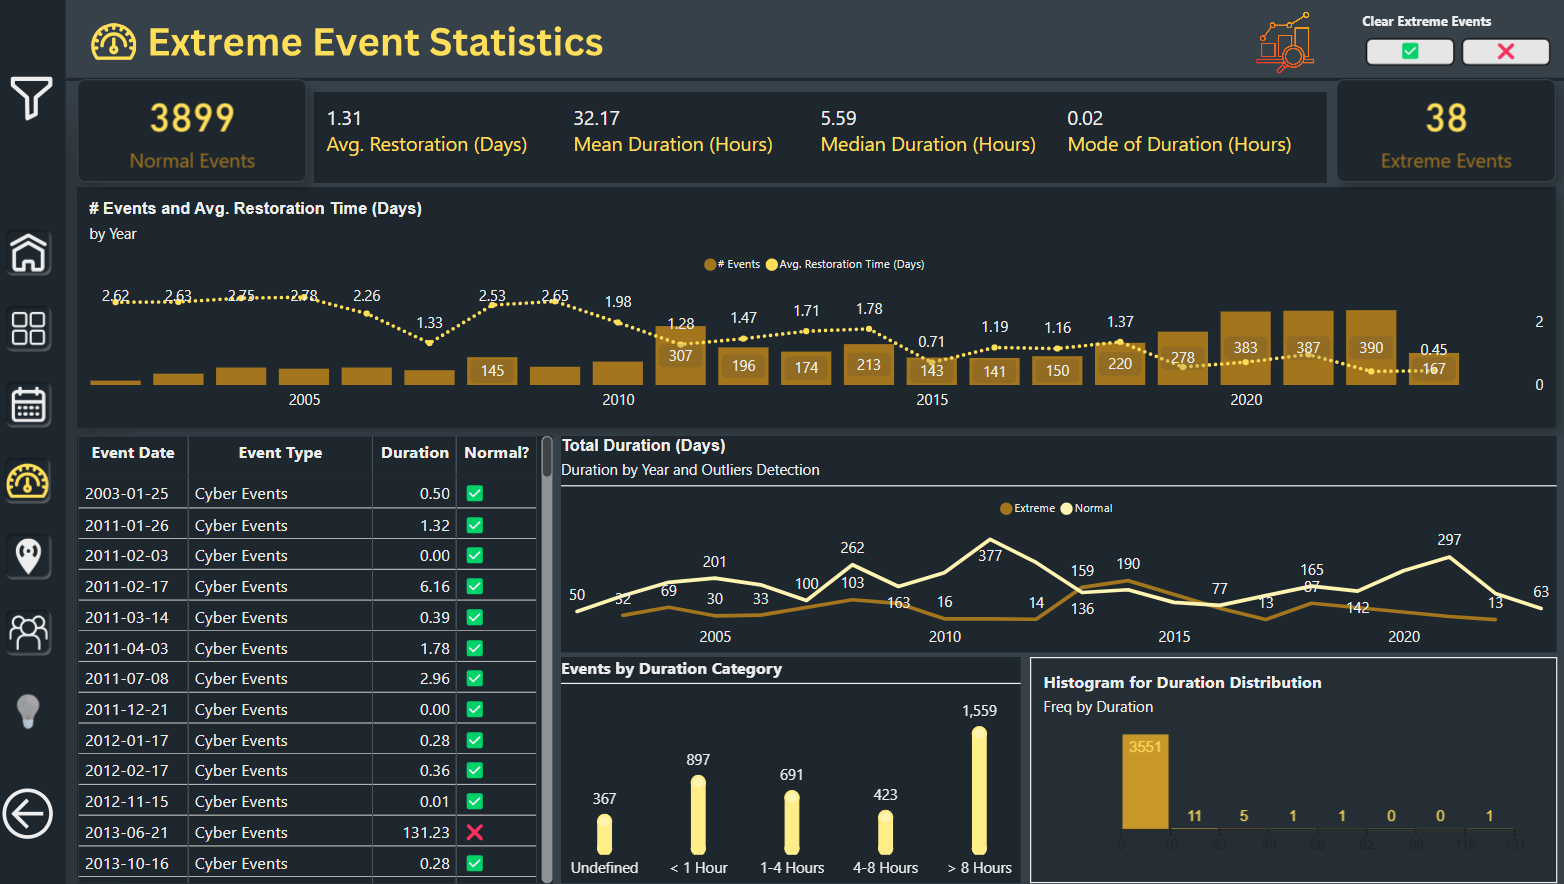 Extreme Event Statistics
Clear Extreme Events
3899
Normal Events
1.31
Avg. Restoration (Days)
32.17
Mean Duration (Hours)
5.59
Median Duration (Hours)
0.02
Mode of Duration (Hours)
38
Extreme Events
# Events and Avg. Restoration Time (Days)
by Year
# Events Avg. Restoration Time (Days)
2.62 2.63 2.75 2.78 2.26 1.33 2.53 2.65 1.98 1.28 1.47 1.71 1.78 0.71 1.19 1.16 1.37 0.45
145 307 196 174 213 143 141 150 220 278 383 387 390 167
2
0
2005 2010 2015 2020
Event Date Event Type Duration Normal?
2003-01-25 Cyber Events 0.50
2011-01-26 Cyber Events 1.32
2011-02-03 Cyber Events 0.00
2011-02-17 Cyber Events 6.16
2011-03-14 Cyber Events 0.39
2011-04-03 Cyber Events 1.78
2011-07-08 Cyber Events 2.96
2011-12-21 Cyber Events 0.00
2012-01-17 Cyber Events 0.28
2012-02-17 Cyber Events 0.36
2012-11-15 Cyber Events 0.01
2013-06-21 Cyber Events 131.23
2013-10-16 Cyber Events 0.28
Total Duration (Days)
Duration by Year and Outliers Detection
Extreme Normal
50 32 69 201 30 33 100 262 103 163 16 377 14 159 136 190 77 13 165 87 142 297 13 63
2005 2010 2015 2020
Events by Duration Category
367 897 691 423 1,559
Undefined < 1 Hour 1-4 Hours 4-8 Hours > 8 Hours
Histogram for Duration Distribution
Freq by Duration
3551 11 5 1 1 0 0 1
0 16 33 49 66 82 98 115 131